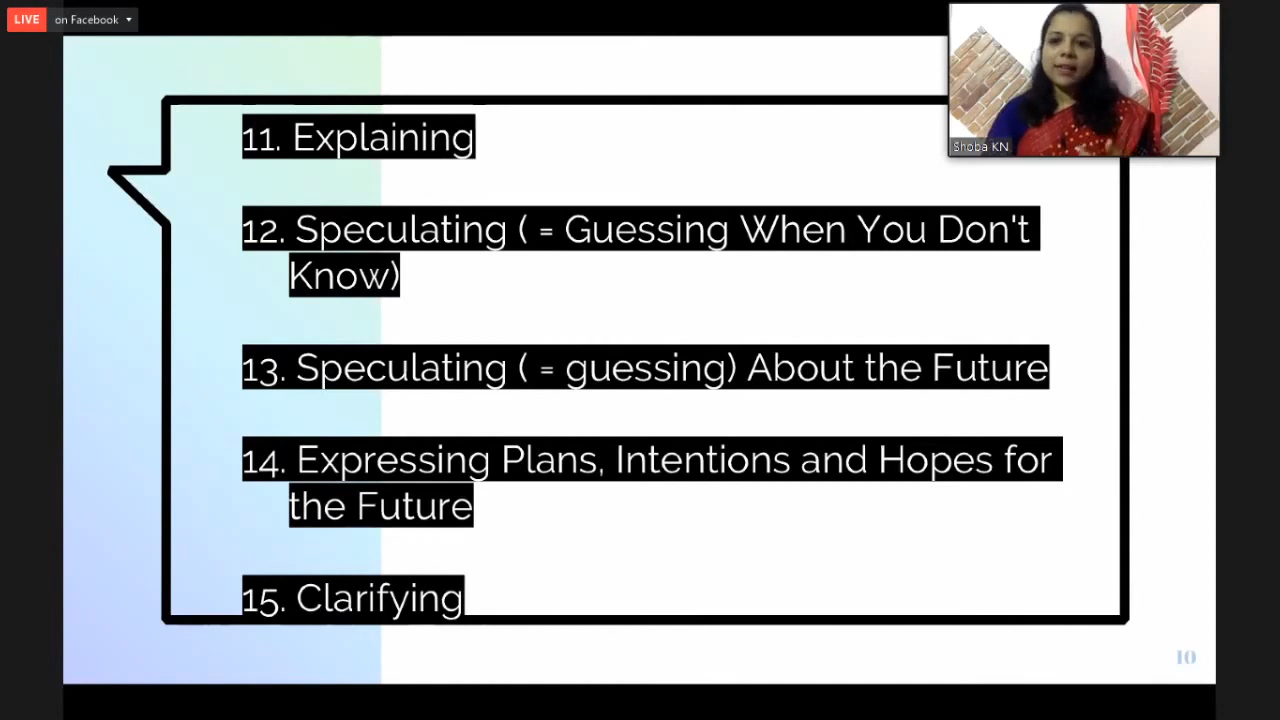 LIVE on Facebook
Shoba KN
11. Explaining
12. Speculating ( = Guessing When You Don't
Know)
13. Speculating ( = guessing) About the Future
14. Expressing Plans, Intentions and Hopes for
the Future
15. Clarifying
10